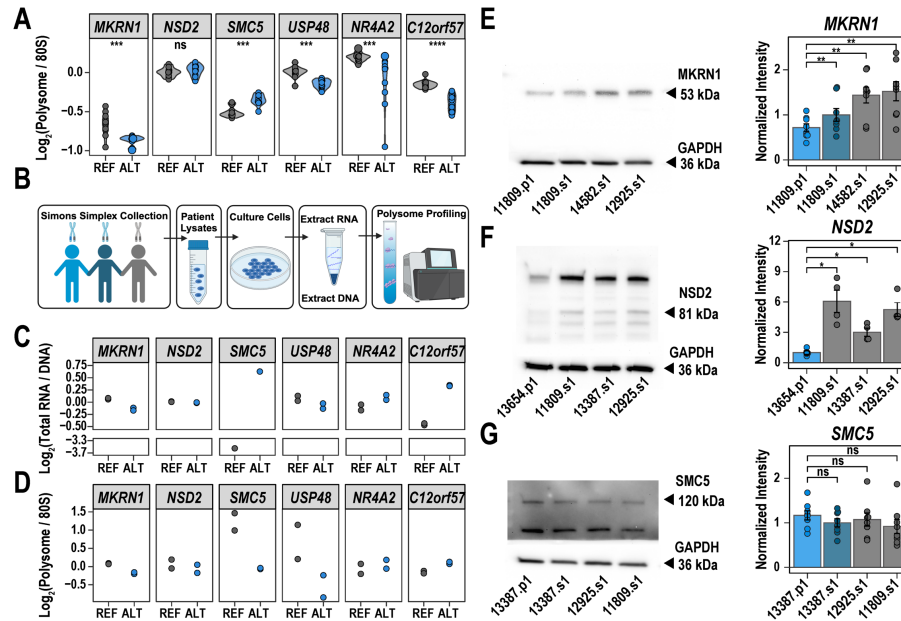 A
MKRN1 NSD2 SMC5 USP48 NR4A2 C12orf57
*** ns *** *** *** ****
Log2(Polysome / 80S)
0.0
−0.5
−1.0
REF ALT REF ALT REF ALT REF ALT REF ALT REF ALT
B
Simons Simplex Collection
Patient
Lysates
Culture Cells
Extract RNA
Extract DNA
Polysome Profiling
C
MKRN1 NSD2 SMC5 USP48 NR4A2 C12orf57
Log2(Total RNA / DNA)
0.75
0.50
0.25
0.00
−0.25
−0.50
−3.3
−3.7
REF ALT REF ALT REF ALT REF ALT REF ALT REF ALT
D
MKRN1 NSD2 SMC5 USP48 NR4A2 C12orf57
Log2(Polysome / 80S)
1.5
1.0
0.5
0.0
−0.5
REF ALT REF ALT REF ALT REF ALT REF ALT REF ALT
E
MKRN1
53 kDa
GAPDH
36 kDa
11809.p1 11809.s1 14582.s1 12925.s1
MKRN1
Normalized Intensity
3
2
1
0
**
**
**
11809.p1 11809.s1 14582.s1 12925.s1
F
NSD2
81 kDa
GAPDH
36 kDa
13654.p1 11809.s1 13387.s1 12925.s1
NSD2
Normalized Intensity
12
9
6
3
0
*
*
*
13654.p1 11809.s1 13387.s1 12925.s1
G
SMC5
120 kDa
GAPDH
36 kDa
13387.p1 13387.s1 12925.s1 11809.s1
SMC5
Normalized Intensity
3
2
1
0
ns
ns
ns
13387.p1 13387.s1 12925.s1 11809.s1